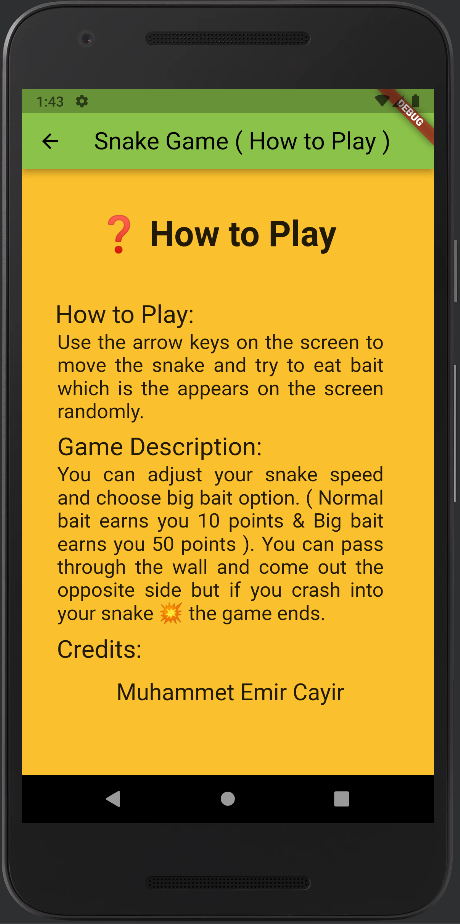 1:43
DEBUG
Snake Game ( How to Play )
❓ How to Play
How to Play:
Use the arrow keys on the screen to
move the snake and try to eat bait
which is the appears on the screen
randomly.
Game Description:
You can adjust your snake speed
and choose big bait option. ( Normal
bait earns you 10 points & Big bait
earns you 50 points ). You can pass
through the wall and come out the
opposite side but if you crash into
your snake 💥 the game ends.
Credits:
Muhammet Emir Cayir